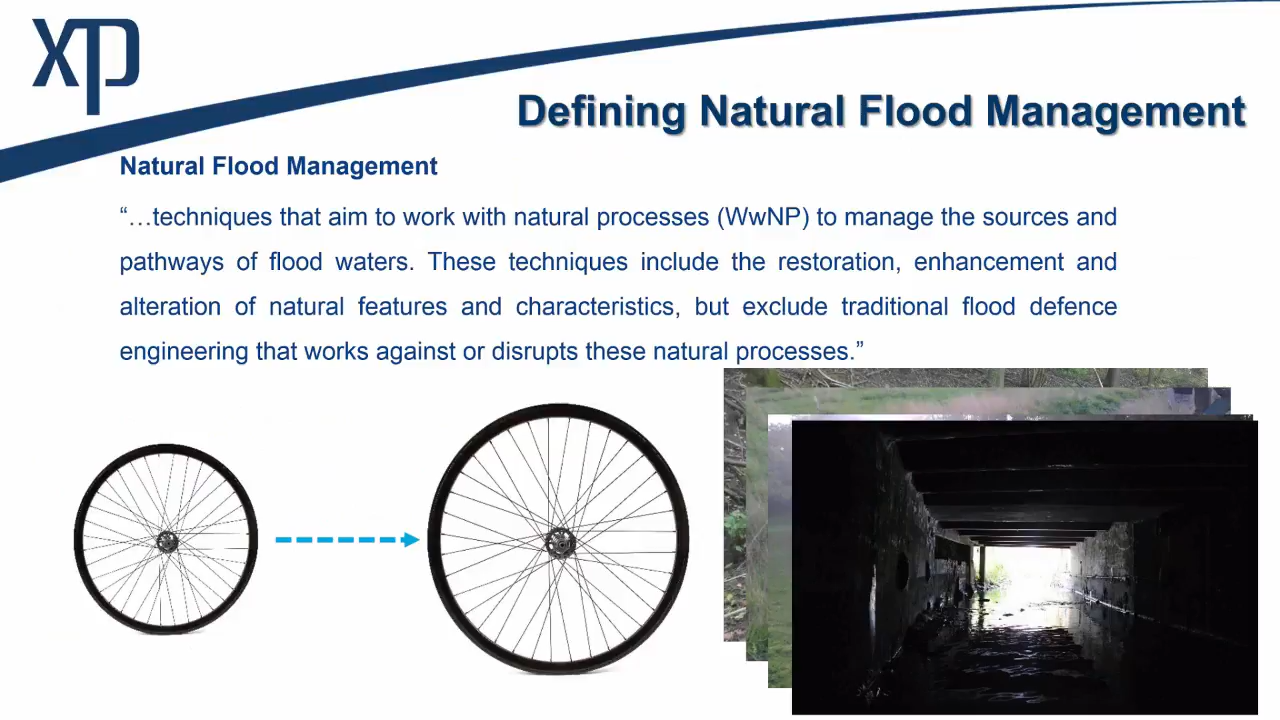 XP
Defining Natural Flood Management
Natural Flood Management
“…techniques that aim to work with natural processes (WwNP) to manage the sources and
pathways of flood waters. These techniques include the restoration, enhancement and
alteration of natural features and characteristics, but exclude traditional flood defence
engineering that works against or disrupts these natural processes.”